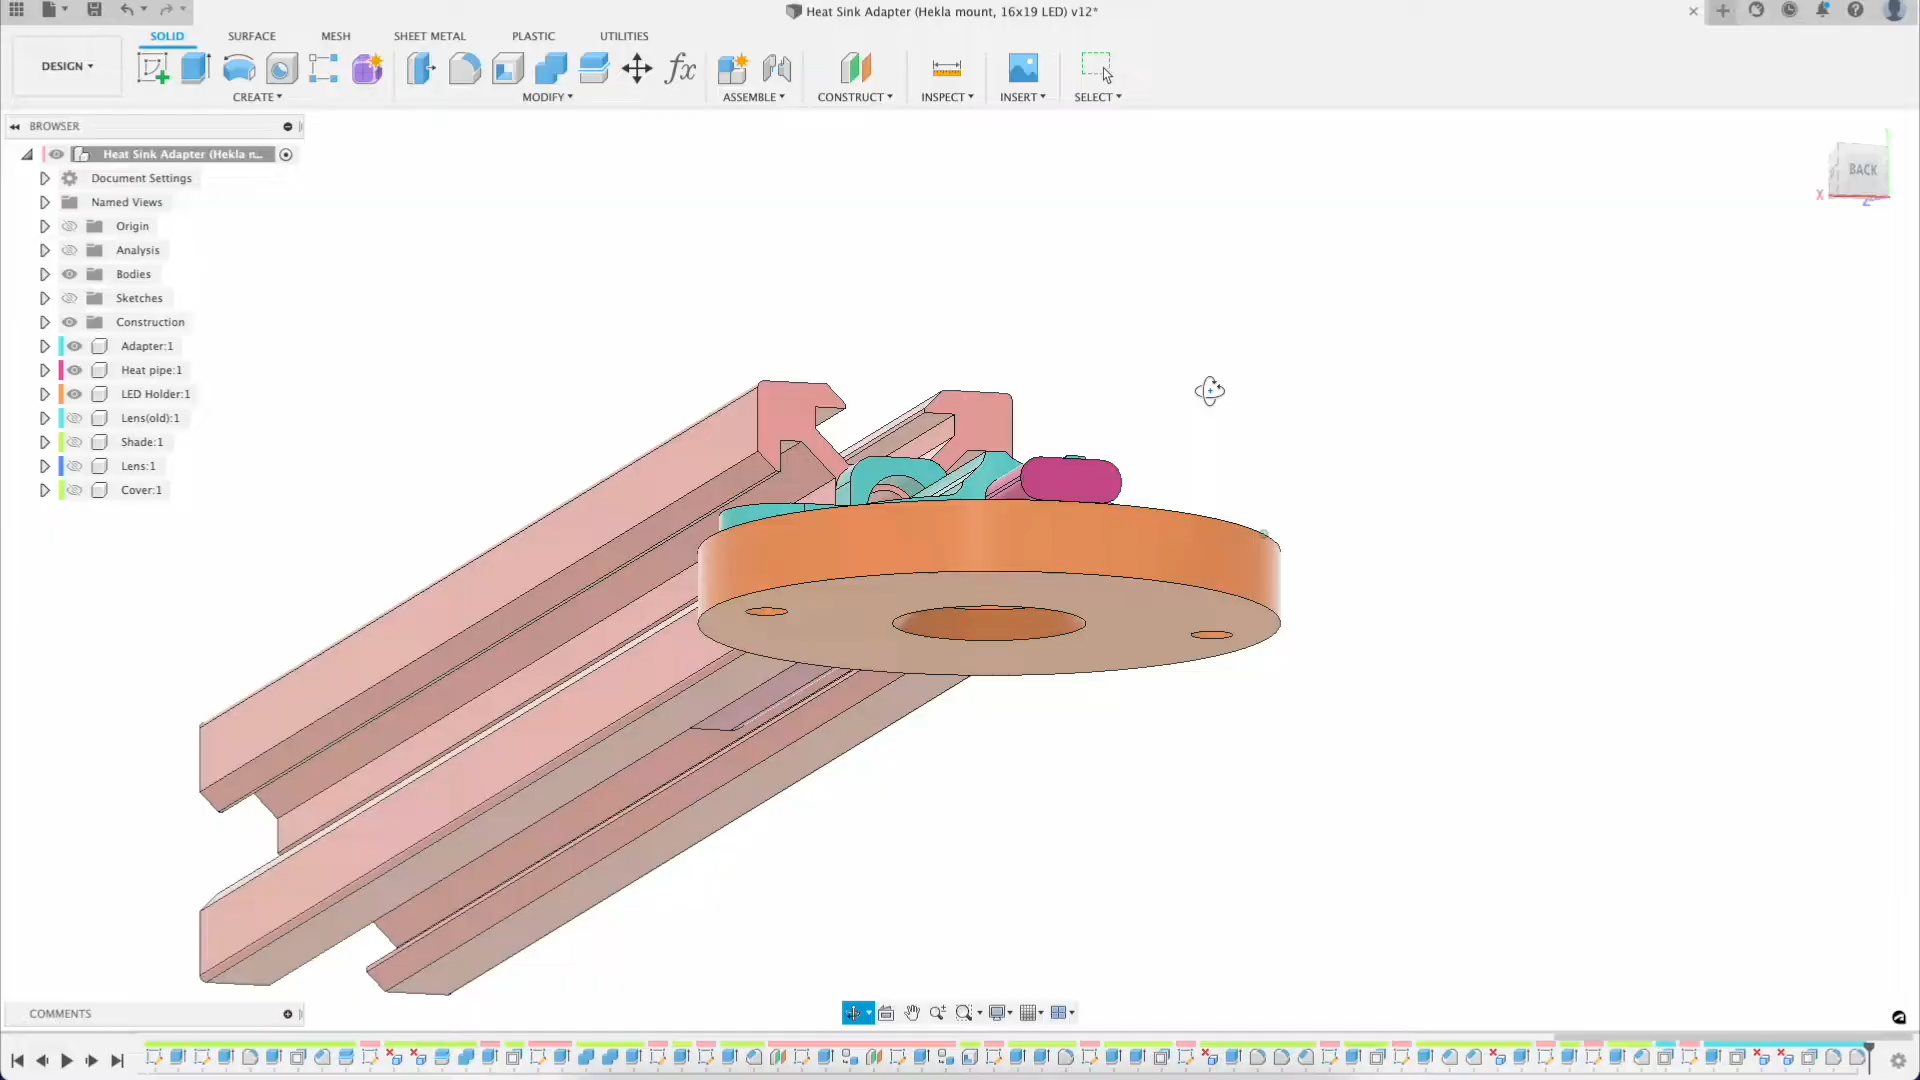 Heat Sink Adapter (Hekla mount, 16x19 LED) v12*
SOLID SURFACE MESH SHEET METAL PLASTIC UTILITIES
DESIGN
CREATE MODIFY ASSEMBLE CONSTRUCT INSPECT INSERT SELECT
BROWSER
Heat Sink Adapter (Hekla r...
Document Settings
Named Views
Origin
Analysis
Bodies
Sketches
Construction
Adapter:1
Heat pipe:1
LED Holder:1
Lens(old):1
Shade:1
Lens:1
Cover:1
BACK
X
Z
COMMENTS